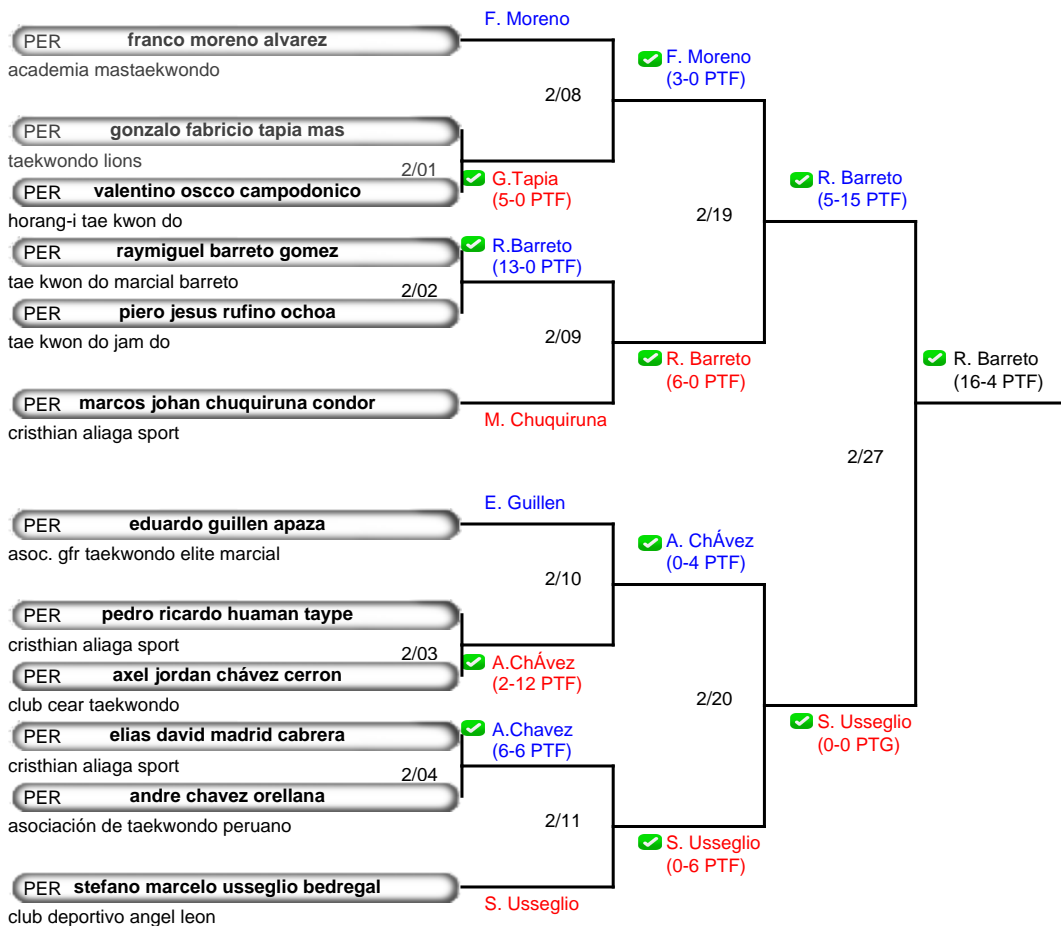 F. Moreno
PER franco moreno alvarez
academia mastaekwondo
2/08
F. Moreno
(3-0 PTF)
PER gonzalo fabricio tapia mas
taekwondo lions
2/01
G.Tapia
(5-0 PTF)
PER valentino oscco campodonico
horang-i tae kwon do
2/19
R. Barreto
(5-15 PTF)
PER raymiguel barreto gomez
tae kwon do marcial barreto
R.Barreto
(13-0 PTF)
2/02
PER piero jesus rufino ochoa
tae kwon do jam do
2/09
R. Barreto
(6-0 PTF)
R. Barreto
(16-4 PTF)
PER marcos johan chuquiruna condor
cristhian aliaga sport
M. Chuquiruna
2/27
E. Guillen
PER eduardo guillen apaza
asoc. gfr taekwondo elite marcial
2/10
A. ChÁvez
(0-4 PTF)
PER pedro ricardo huaman taype
cristhian aliaga sport
2/03
A.ChÁvez
(2-12 PTF)
PER axel jordan chávez cerron
club cear taekwondo
2/20
S. Usseglio
(0-0 PTG)
PER elias david madrid cabrera
cristhian aliaga sport
A.Chavez
(6-6 PTF)
2/04
PER andre chavez orellana
asociación de taekwondo peruano
2/11
S. Usseglio
(0-6 PTF)
PER stefano marcelo usseglio bedregal
club deportivo angel leon
S. Usseglio